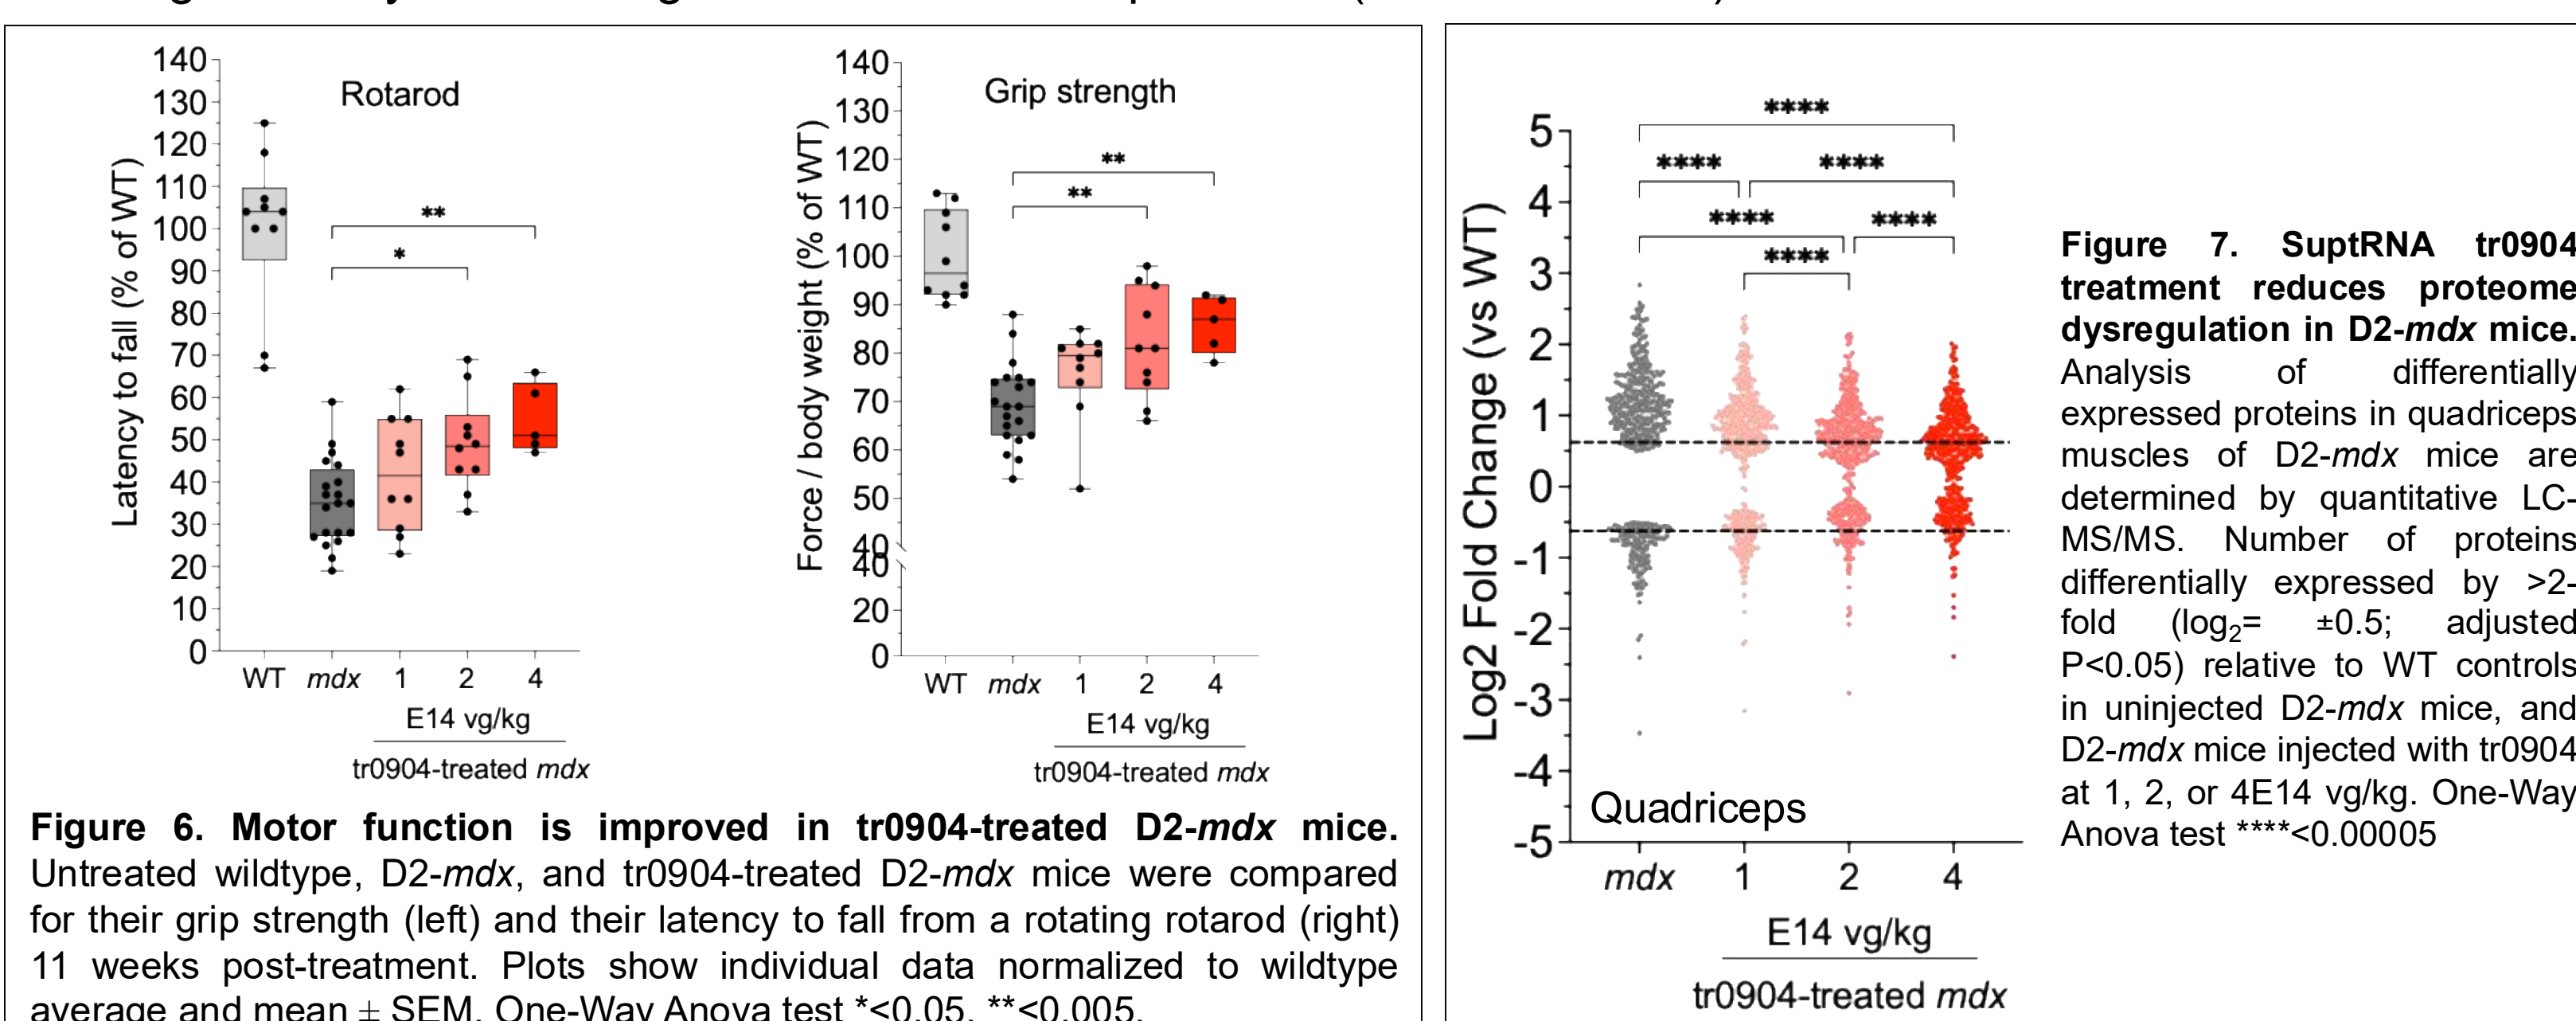 140
130
120
110
100
90
80
70
60
50
40
30
20
10
0
Latency to fall (% of WT)
Rotarod
**
*
WT mdx 1 2 4
E14 vg/kg
tr0904-treated mdx
140
130
120
110
100
90
80
70
60
50
40
40
20
0
Force / body weight (% of WT)
Grip strength
**
**
WT mdx 1 2 4
E14 vg/kg
tr0904-treated mdx
Figure 6. Motor function is improved in tr0904-treated D2-mdx mice.
Untreated wildtype, D2-mdx, and tr0904-treated D2-mdx mice were compared
for their grip strength (left) and their latency to fall from a rotating rotarod (right)
11 weeks post-treatment. Plots show individual data normalized to wildtype
average and mean ± SEM. One-Way Anova test *<0.05, **<0.005.
5
4
3
2
1
0
-1
-2
-3
-4
-5
Log2 Fold Change (vs WT)
****
**** ****
**** ****
****
Quadriceps
mdx 1 2 4
E14 vg/kg
tr0904-treated mdx
Figure 7. SuptRNA tr0904
treatment reduces proteome
dysregulation in D2-mdx mice.
Analysis of differentially
expressed proteins in quadriceps
muscles of D2-mdx mice are
determined by quantitative LC-
MS/MS. Number of proteins
differentially expressed by >2-
fold (log₂= ±0.5; adjusted
P<0.05) relative to WT controls
in uninjected D2-mdx mice, and
D2-mdx mice injected with tr0904
at 1, 2, or 4E14 vg/kg. One-Way
Anova test ****<0.00005